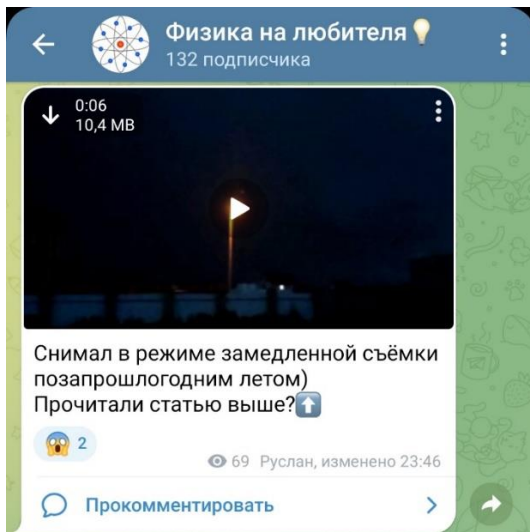 Физика на любителя💡
132 подписчика
0:06
10,4 MB
Снимал в режиме замедленной съёмки
позапрошлогодним летом)
Прочитали статью выше?⬆️
😱 2
69 Руслан, изменено 23:46
Прокомментировать